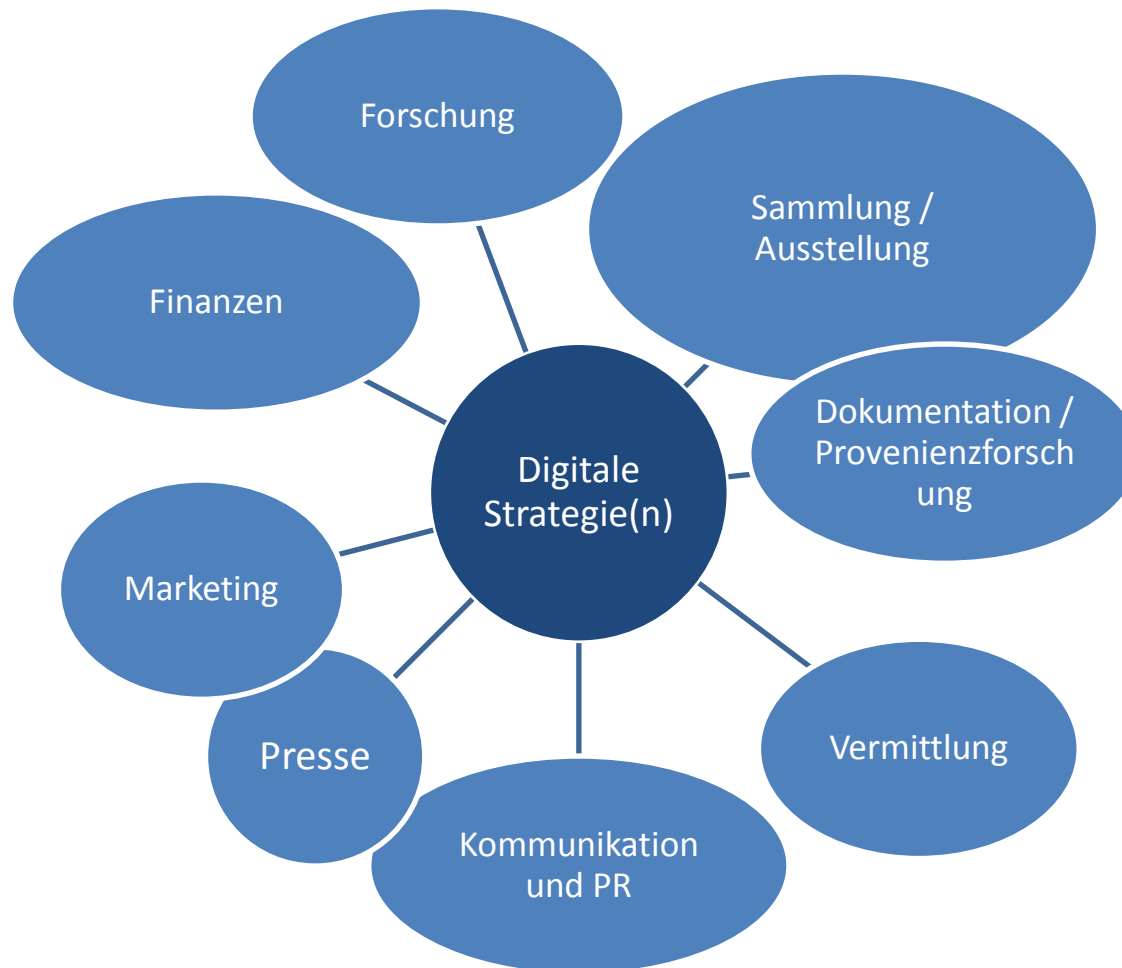 Forschung
Sammlung /
Ausstellung
Finanzen
Dokumentation /
Provenienzforsch
ung
Digitale
Strategie(n)
Marketing
Vermittlung
Presse
Kommunikation
und PR